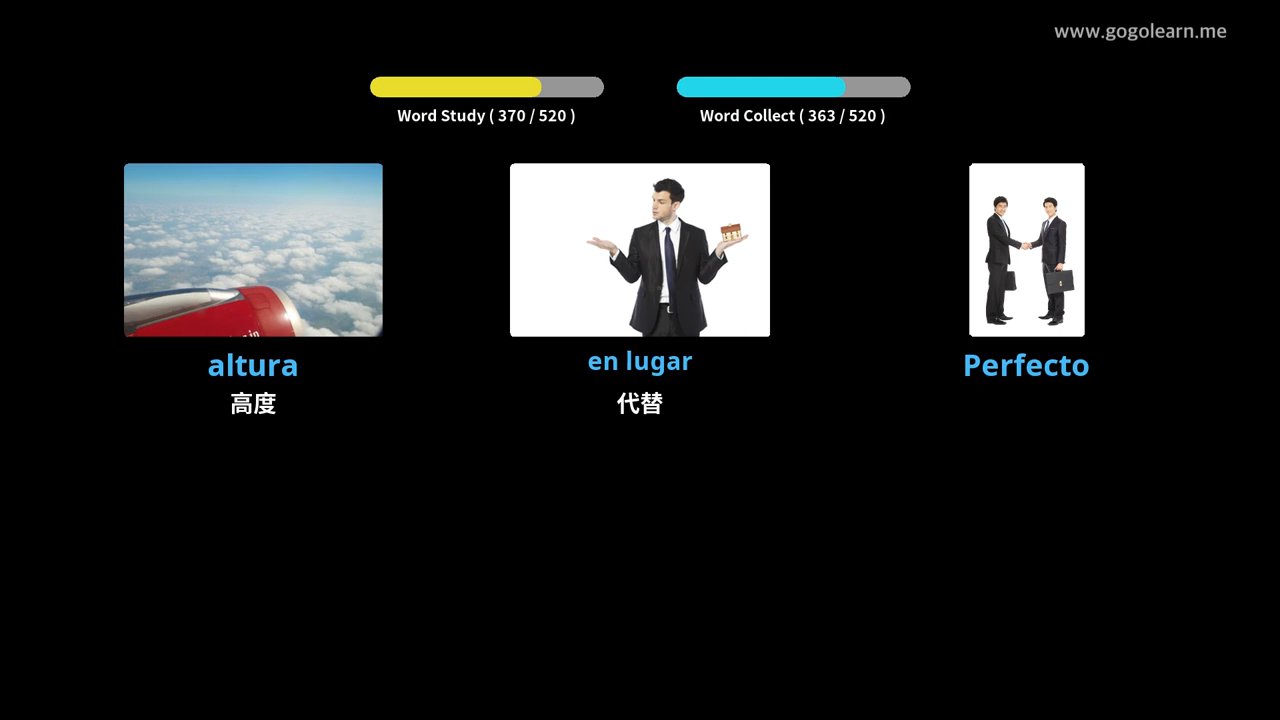 www.gogolearn.me
Word Study ( 370 / 520 )
Word Collect ( 363 / 520 )
altura
高度
en lugar
代替
Perfecto